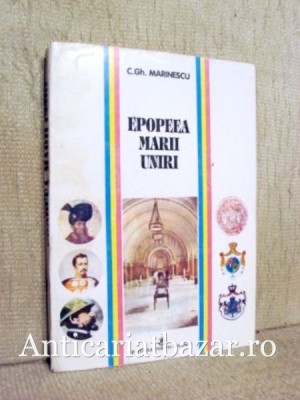 C.Gh. MARINESCU
EPOPEEA
MARII
UNIRI
Anticariatbazar.ro